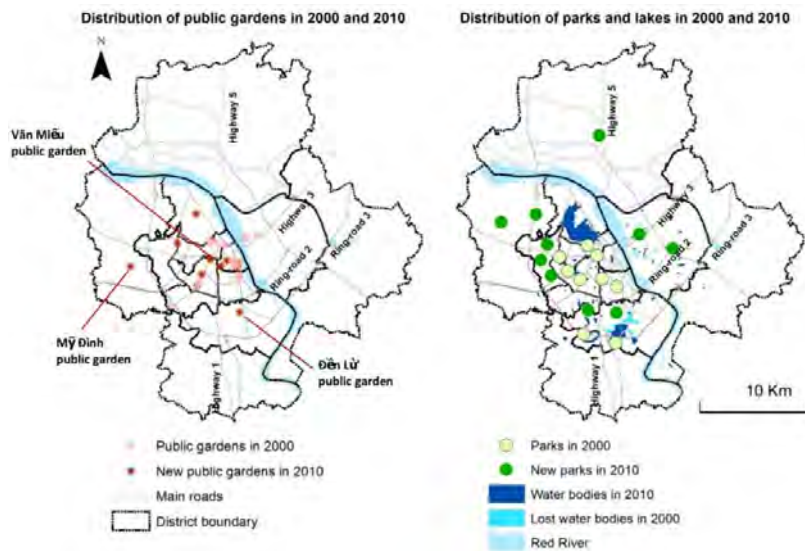 Distribution of public gardens in 2000 and 2010
N
Highway 5
Văn Miếu
public garden
Highway 3
Ring-road 3
Ring-road 2
Mỹ Đình
public garden
Đền Lừ
public garden
Highway 1
Public gardens in 2000
New public gardens in 2010
Main roads
District boundary
Distribution of parks and lakes in 2000 and 2010
Highway 5
Highway 3
Ring-road 3
Ring-road 2
Highway 1
10 Km
Parks in 2000
New parks in 2010
Water bodies in 2010
Lost water bodies in 2000
Red River